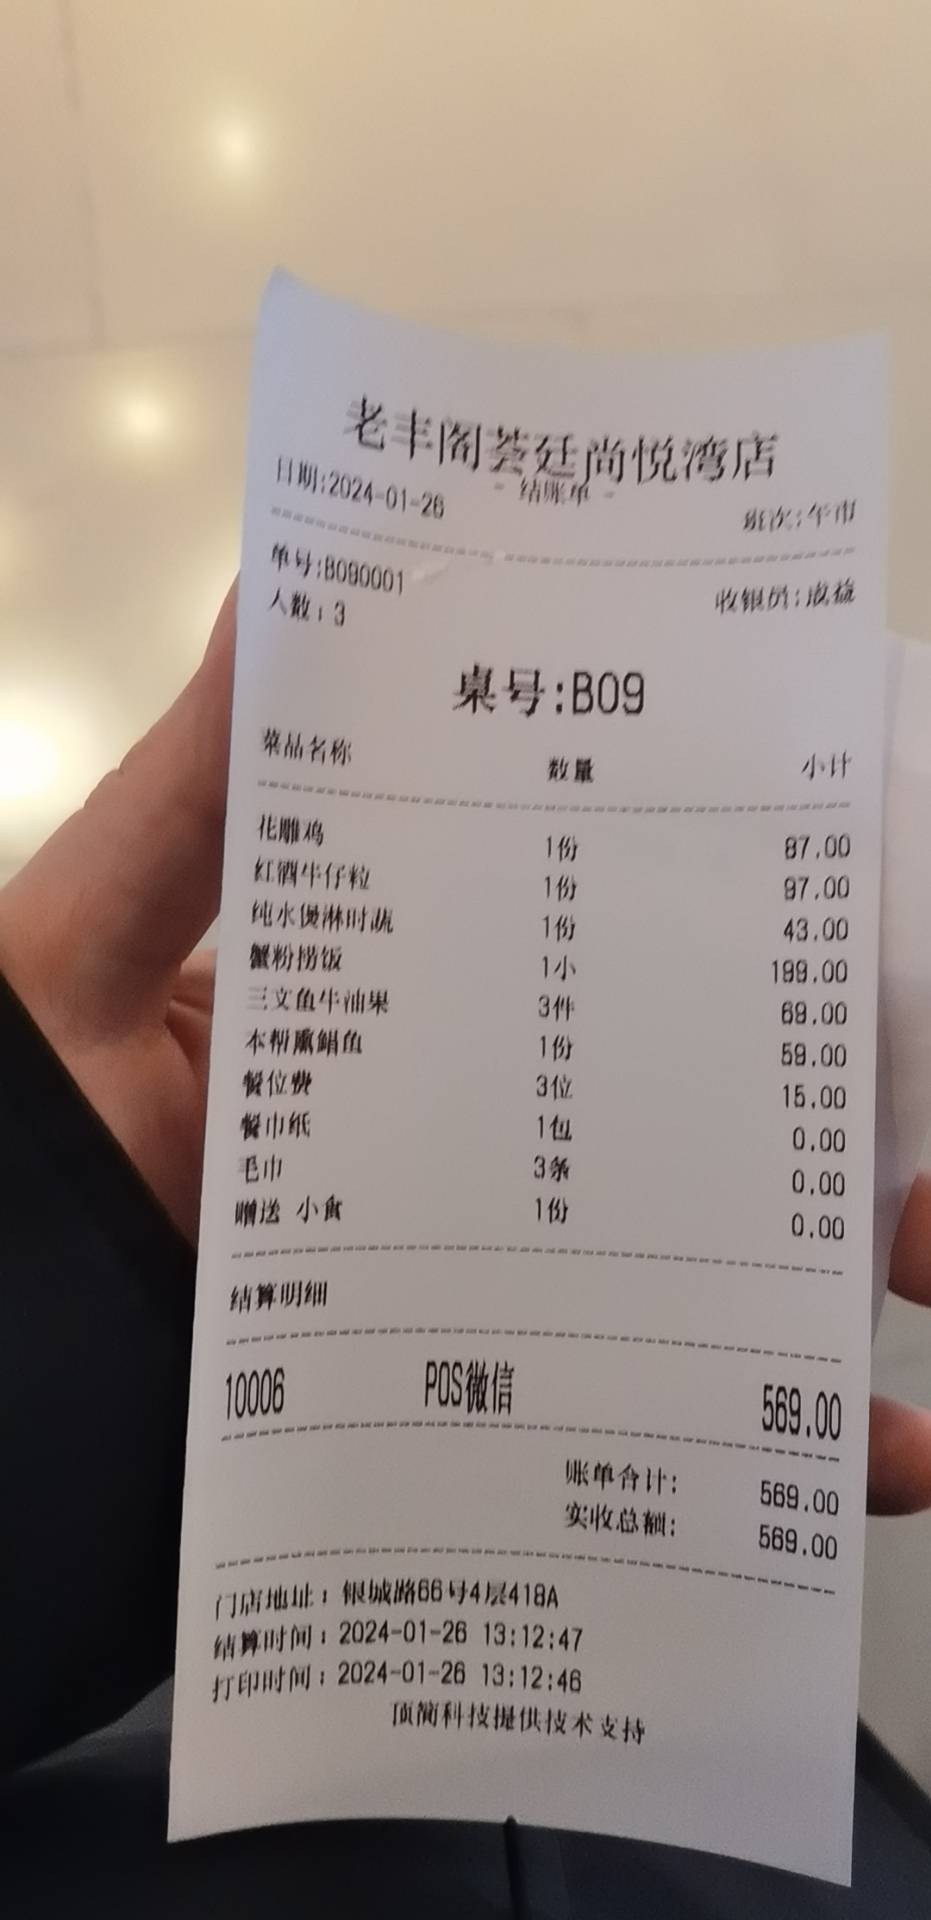 老丰阁荟廷尚悦湾店
- 结账单 -
日期:2024-01-26 班次:午市
单号:B090001 收银员:成益
人数:3
桌号:B09
菜品名称 数量 小计
花雕鸡 1份 87.00
红酒牛仔粒 1份 97.00
纯水煲淋时蔬 1份 43.00
蟹粉捞饭 1小 199.00
三文鱼牛油果 3件 69.00
本帮熏鲳鱼 1份 59.00
餐位费 3位 15.00
餐巾纸 1包 0.00
毛巾 3条 0.00
赠送 小食 1份 0.00
结算明细
10006 POS微信 569.00
账单合计: 569.00
实收总额: 569.00
门店地址:银城路66号4层418A
结算时间:2024-01-26 13:12:47
打印时间:2024-01-26 13:12:46
顶简科技提供技术支持